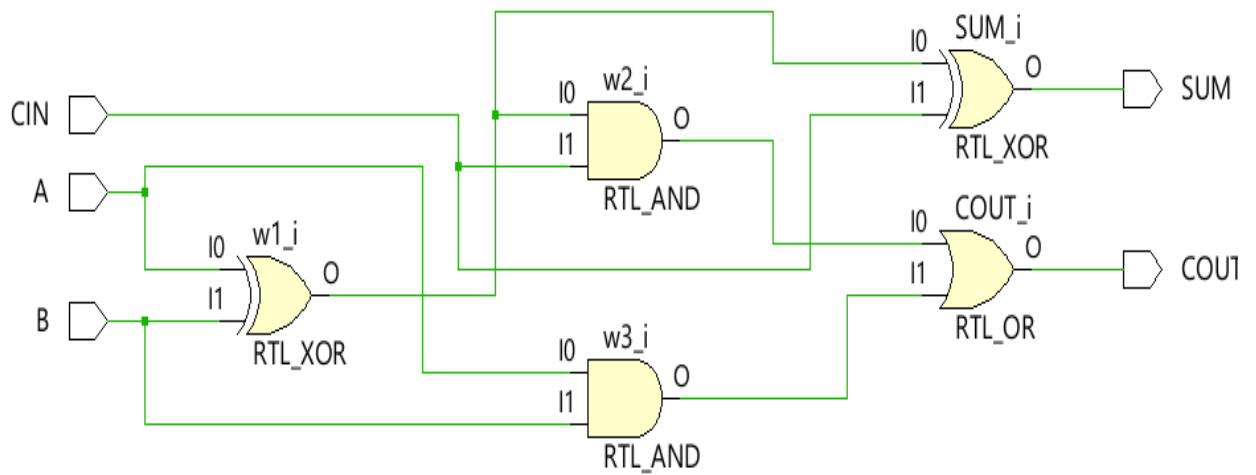 SUM_i
I0
O
I1
SUM
RTL_XOR
w2_i
I0
O
I1
RTL_AND
CIN
A
w1_i
I0
O
I1
RTL_XOR
B
COUT_i
I0
O
I1
COUT
RTL_OR
w3_i
I0
O
I1
RTL_AND